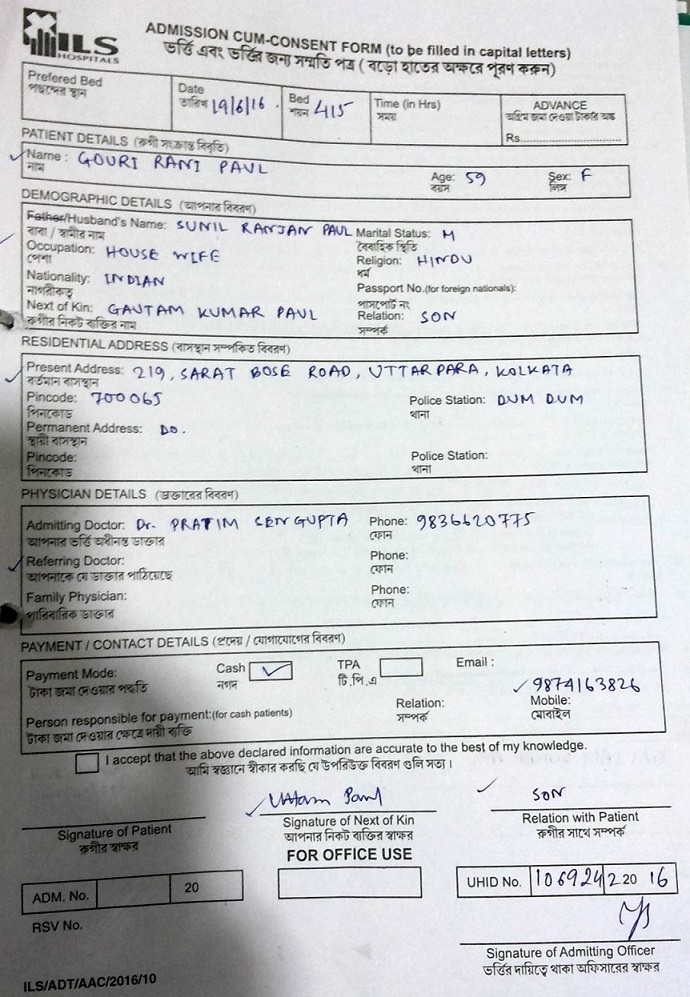 ILS
HOSPITALS
ADMISSION CUM-CONSENT FORM (to be filled in capital letters)
ভর্ত্তি এবং ভর্ত্তির জন্য সম্মতি পত্র ( বড়ো হাতের অক্ষরে পূরণ করুন)
Prefered Bed
পছন্দের স্থান
Date 19/6/16.
তারিখ
Bed 415
শয়ন
Time (in Hrs)
সময়
ADVANCE
অগ্রিম জমা দেওয়া টাকার অঙ্ক
Rs.
PATIENT DETAILS (রুগী সংক্রান্ত বিবৃতি)
Name : GOURI RANI PAUL
নাম
Age: 59
বয়স
Sex: F
লিঙ্গ
DEMOGRAPHIC DETAILS (আপনার বিবরণ)
Father/Husband's Name: SUNIL RANJAN PAUL Marital Status: M
বাবা / স্বামীর নাম বৈবাহিক স্থিতি
Occupation: HOUSE WIFE Religion: HINDU
পেশা ধর্ম
Nationality: INDIAN Passport No.(for foreign nationals):
নাগরীকত্ব পাসপোর্ট নং
Next of Kin: GAUTAM KUMAR PAUL Relation: SON
রুগীর নিকট ব্যক্তির নাম সম্পর্ক
RESIDENTIAL ADDRESS (বাসস্থান সম্পর্কিত বিবরণ)
Present Address: 219, SARAT BOSE ROAD, UTTARPARA, KOLKATA
বর্তমান বাসস্থান
Pincode: 700065 Police Station: DUM DUM
পিনকোড থানা
Permanent Address: DO.
স্থায়ী বাসস্থান
Pincode: Police Station:
পিনকোড থানা
PHYSICIAN DETAILS (ডাক্তারের বিবরণ)
Admitting Doctor: Dr. PRATIM SENGUPTA Phone: 9836620775
আপনার ভর্ত্তি অধীনস্ত ডাক্তার ফোন
Referring Doctor: Phone:
আপনাকে যে ডাক্তার পাঠিয়েছে ফোন
Family Physician: Phone:
পারিবারিক ডাক্তার ফোন
PAYMENT / CONTACT DETAILS (প্রদেয় / যোগাযোগের বিবরণ)
Payment Mode: Cash TPA Email :
টাকা জমা দেওয়ার পদ্ধতি নগদ টি.পি.এ
9874163826
Person responsible for payment:(for cash patients) Relation: Mobile:
টাকা জমা দেওয়ার ক্ষেত্রে দায়ী ব্যক্তি সম্পর্ক মোবাইল
I accept that the above declared information are accurate to the best of my knowledge.
আমি স্বজ্ঞানে স্বীকার করছি যে উপরিউক্ত বিবরণ গুলি সত্য।
Paul SON
Signature of Patient Signature of Next of Kin Relation with Patient
রুগীর স্বাক্ষর আপনার নিকট ব্যক্তির স্বাক্ষর রুগীর সাথে সম্পর্ক
FOR OFFICE USE
ADM. No. 20
UHID No. 106924 2 20 16
RSV No.
Signature of Admitting Officer
ভর্ত্তির দায়িত্বে থাকা অফিসারের স্বাক্ষর
ILS/ADT/AAC/2016/10